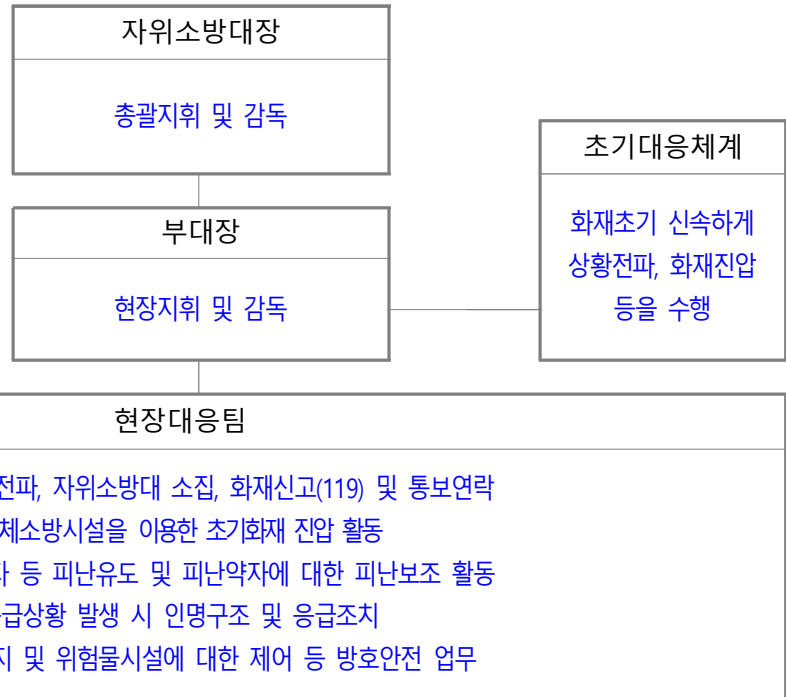 자위소방대장
총괄지휘 및 감독
초기대응체계
화재초기 신속하게
상황전파, 화재진압
등을 수행
부대장
현장지휘 및 감독
현장대응팀
전파, 자위소방대 소집, 화재신고(119) 및 통보연락
체소방시설을 이용한 초기화재 진압 활동
등 피난유도 및 피난약자에 대한 피난보조 활동
급상황 발생 시 인명구조 및 응급조치
지 및 위험물시설에 대한 제어 등 방호안전 업무